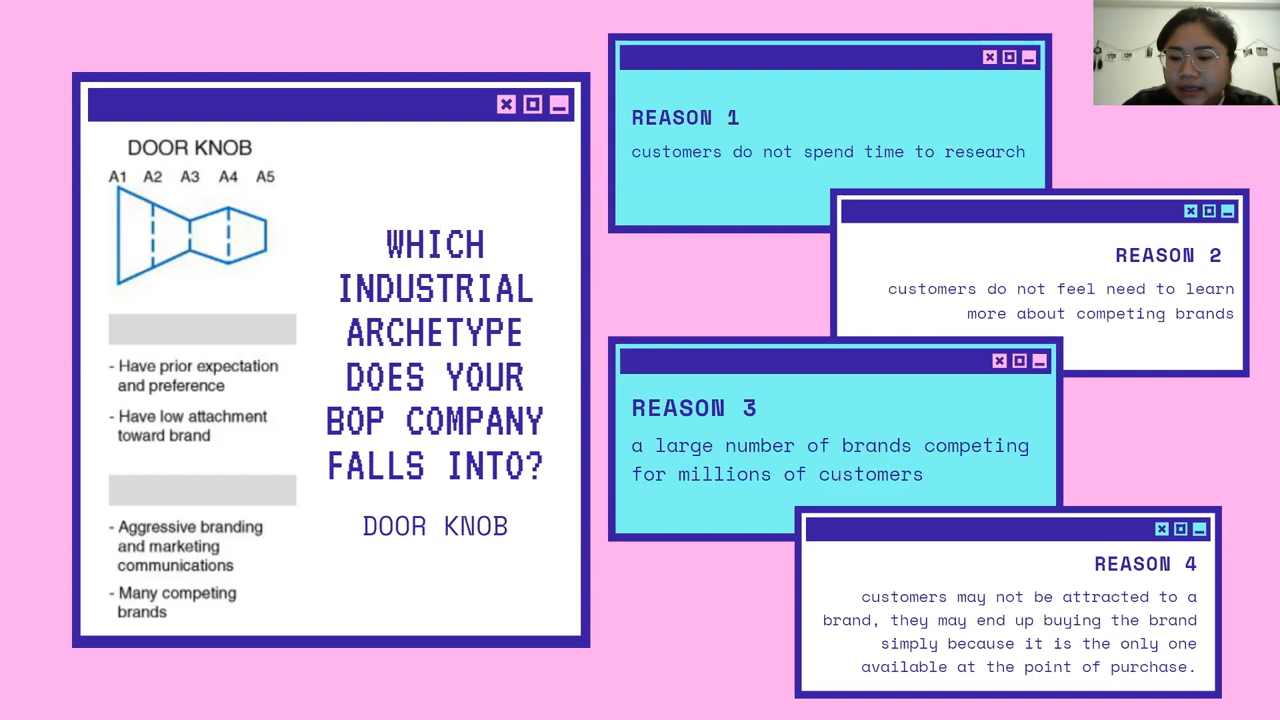 DOOR KNOB
A1 A2 A3 A4 A5
- Have prior expectation
and preference
- Have low attachment
toward brand
- Aggressive branding
and marketing
communications
- Many competing
brands
WHICH
INDUSTRIAL
ARCHETYPE
DOES YOUR
BOP COMPANY
FALLS INTO?
DOOR KNOB
REASON 1
customers do not spend time to research
REASON 2
customers do not feel need to learn
more about competing brands
REASON 3
a large number of brands competing
for millions of customers
REASON 4
customers may not be attracted to a
brand, they may end up buying the brand
simply because it is the only one
available at the point of purchase.